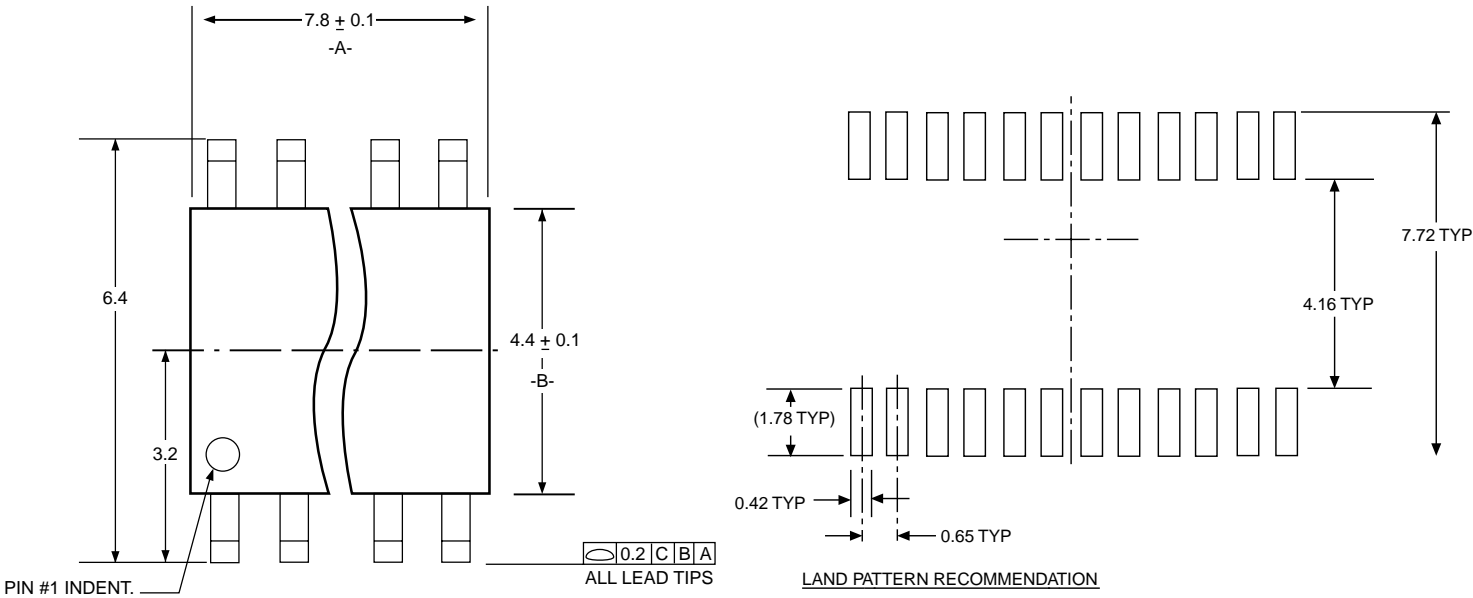 7.8 ± 0.1
-A-
6.4
3.2
4.4 ± 0.1
-B-
PIN #1 INDENT.
0.2 C B A
ALL LEAD TIPS
7.72 TYP
4.16 TYP
(1.78 TYP)
0.42 TYP
0.65 TYP
LAND PATTERN RECOMMENDATION